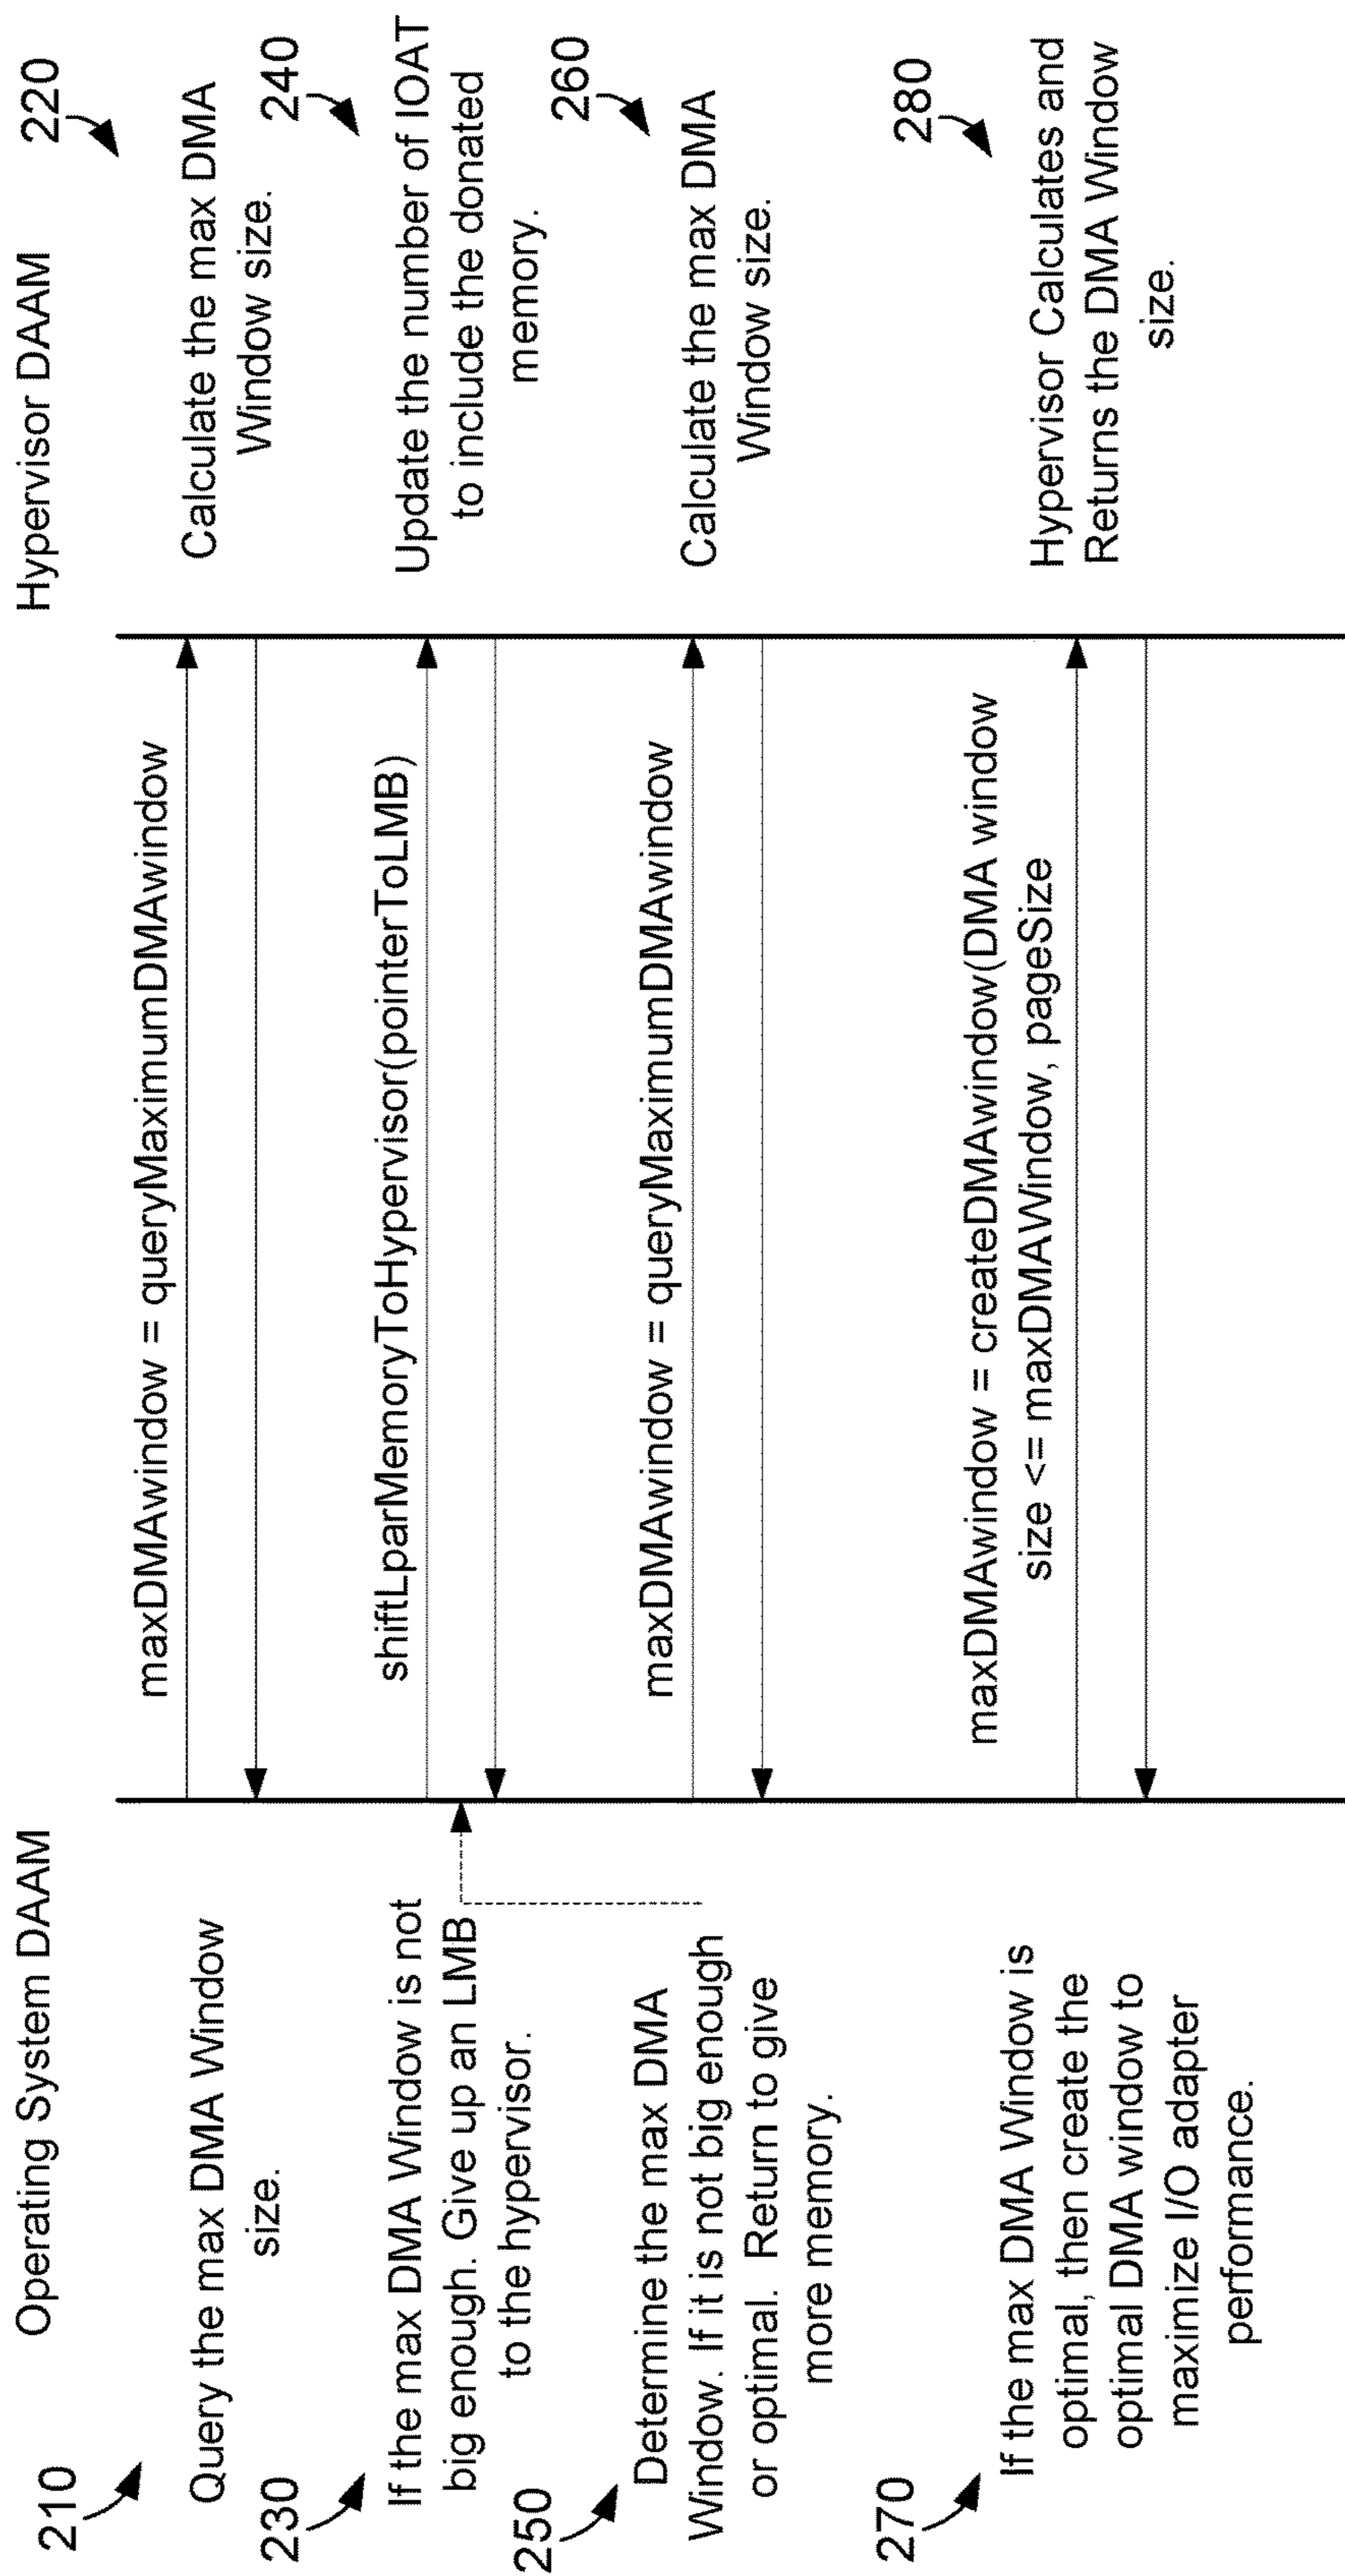 Operating System DAAM
Hypervisor DAAM
210
Query the max DMA Window
size.
maxDMAwindow = queryMaximumDMAwindow
220
Calculate the max DMA
Window size.
230
If the max DMA Window is not
big enough. Give up an LMB
to the hypervisor.
shiftLparMemoryToHypervisor(pointerToLMB)
240
Update the number of IOAT
to include the donated
memory.
250
Determine the max DMA
Window. If it is not big enough
or optimal. Return to give
more memory.
maxDMAwindow = queryMaximumDMAwindow
260
Calculate the max DMA
Window size.
270
If the max DMA Window is
optimal, then create the
optimal DMA window to
maximize I/O adapter
performance.
maxDMAwindow = createDMAwindow(DMA window
size <= maxDMAWindow, pageSize
280
Hypervisor Calculates and
Returns the DMA Window
size.